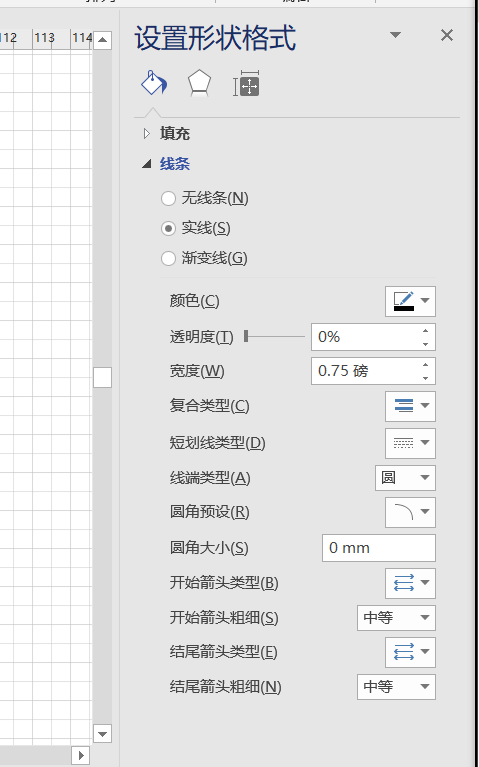 设置形状格式
112 113 114
填充
线条
无线条(N)
实线(S)
渐变线(G)
颜色(C)
透明度(T) 0%
宽度(W) 0.75 磅
复合类型(C)
短划线类型(D)
线端类型(A) 圆
圆角预设(R)
圆角大小(S) 0 mm
开始箭头类型(B)
开始箭头粗细(S) 中等
结尾箭头类型(E)
结尾箭头粗细(N) 中等